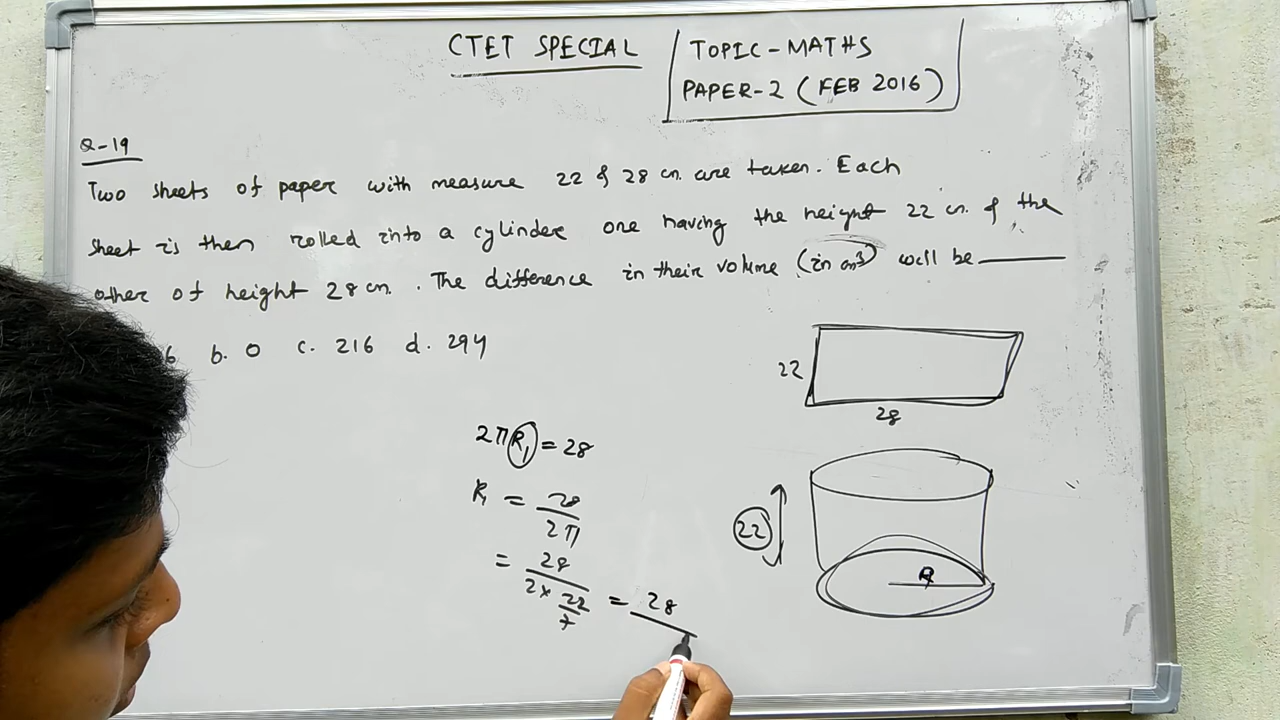 CTET SPECIAL
TOPIC-MATHS
PAPER-2 (FEB 2016)
Q-19
Two sheets of paper with measure 22 & 28 cm are taken. Each
sheet is then rolled into a cylinder one having the height 22 cm. & the
other of height 28 cm. The difference in their volume (in cm³) will be ______
6 b. 0 c. 216 d. 294
22
28
2πR₁ = 28
R₁ = 28/2π
= 28/(2×22/7) = 28
22
R₁